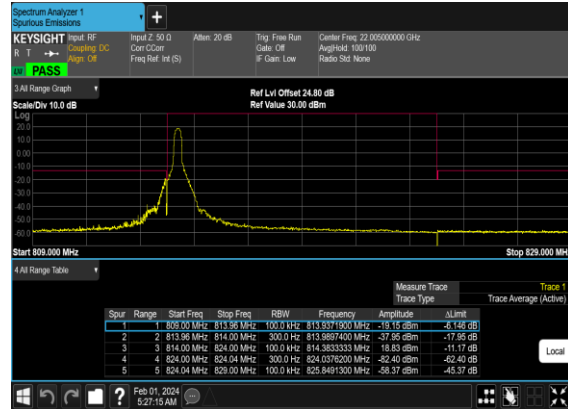 Spectrum Analyzer 1
Spurious Emissions
KEYSIGHT Input: RF Input Z: 50 Ω Atten: 20 dB Trig: Free Run Center Freq: 22.005000000 GHz
R T Coupling: DC Corr CCorr Gate: Off Avg|Hold: 100/100
Align: Off Freq Ref: Int (S) IF Gain: Low Radio Std: None
PASS
3 All Range Graph
Ref Lvl Offset 24.80 dB
Scale/Div 10.0 dB Ref Value 30.00 dBm
Log
20.0
10.0
0.00
-10.0
-20.0
-30.0
-40.0
-50.0
-60.0
Start 809.000 MHz Stop 829.000 MH
4 All Range Table
Measure Trace Trace 1
Trace Type Trace Average (Active)
Spur Range Start Freq Stop Freq RBW Frequency Amplitude ΔLimit
1 1 809.00 MHz 813.96 MHz 100.0 kHz 813.9371900 MHz -19.15 dBm -6.146 dB
2 2 813.96 MHz 814.00 MHz 300.0 Hz 813.9897400 MHz -37.95 dBm -17.95 dB
3 3 814.00 MHz 824.00 MHz 100.0 kHz 814.3833333 MHz 18.83 dBm -11.17 dB
4 4 824.00 MHz 824.04 MHz 300.0 Hz 824.0376200 MHz -82.40 dBm -62.40 dB
5 5 824.04 MHz 829.00 MHz 100.0 kHz 825.8491300 MHz -58.37 dBm -45.37 dB
Local
Feb 01, 2024
5:27:15 AM